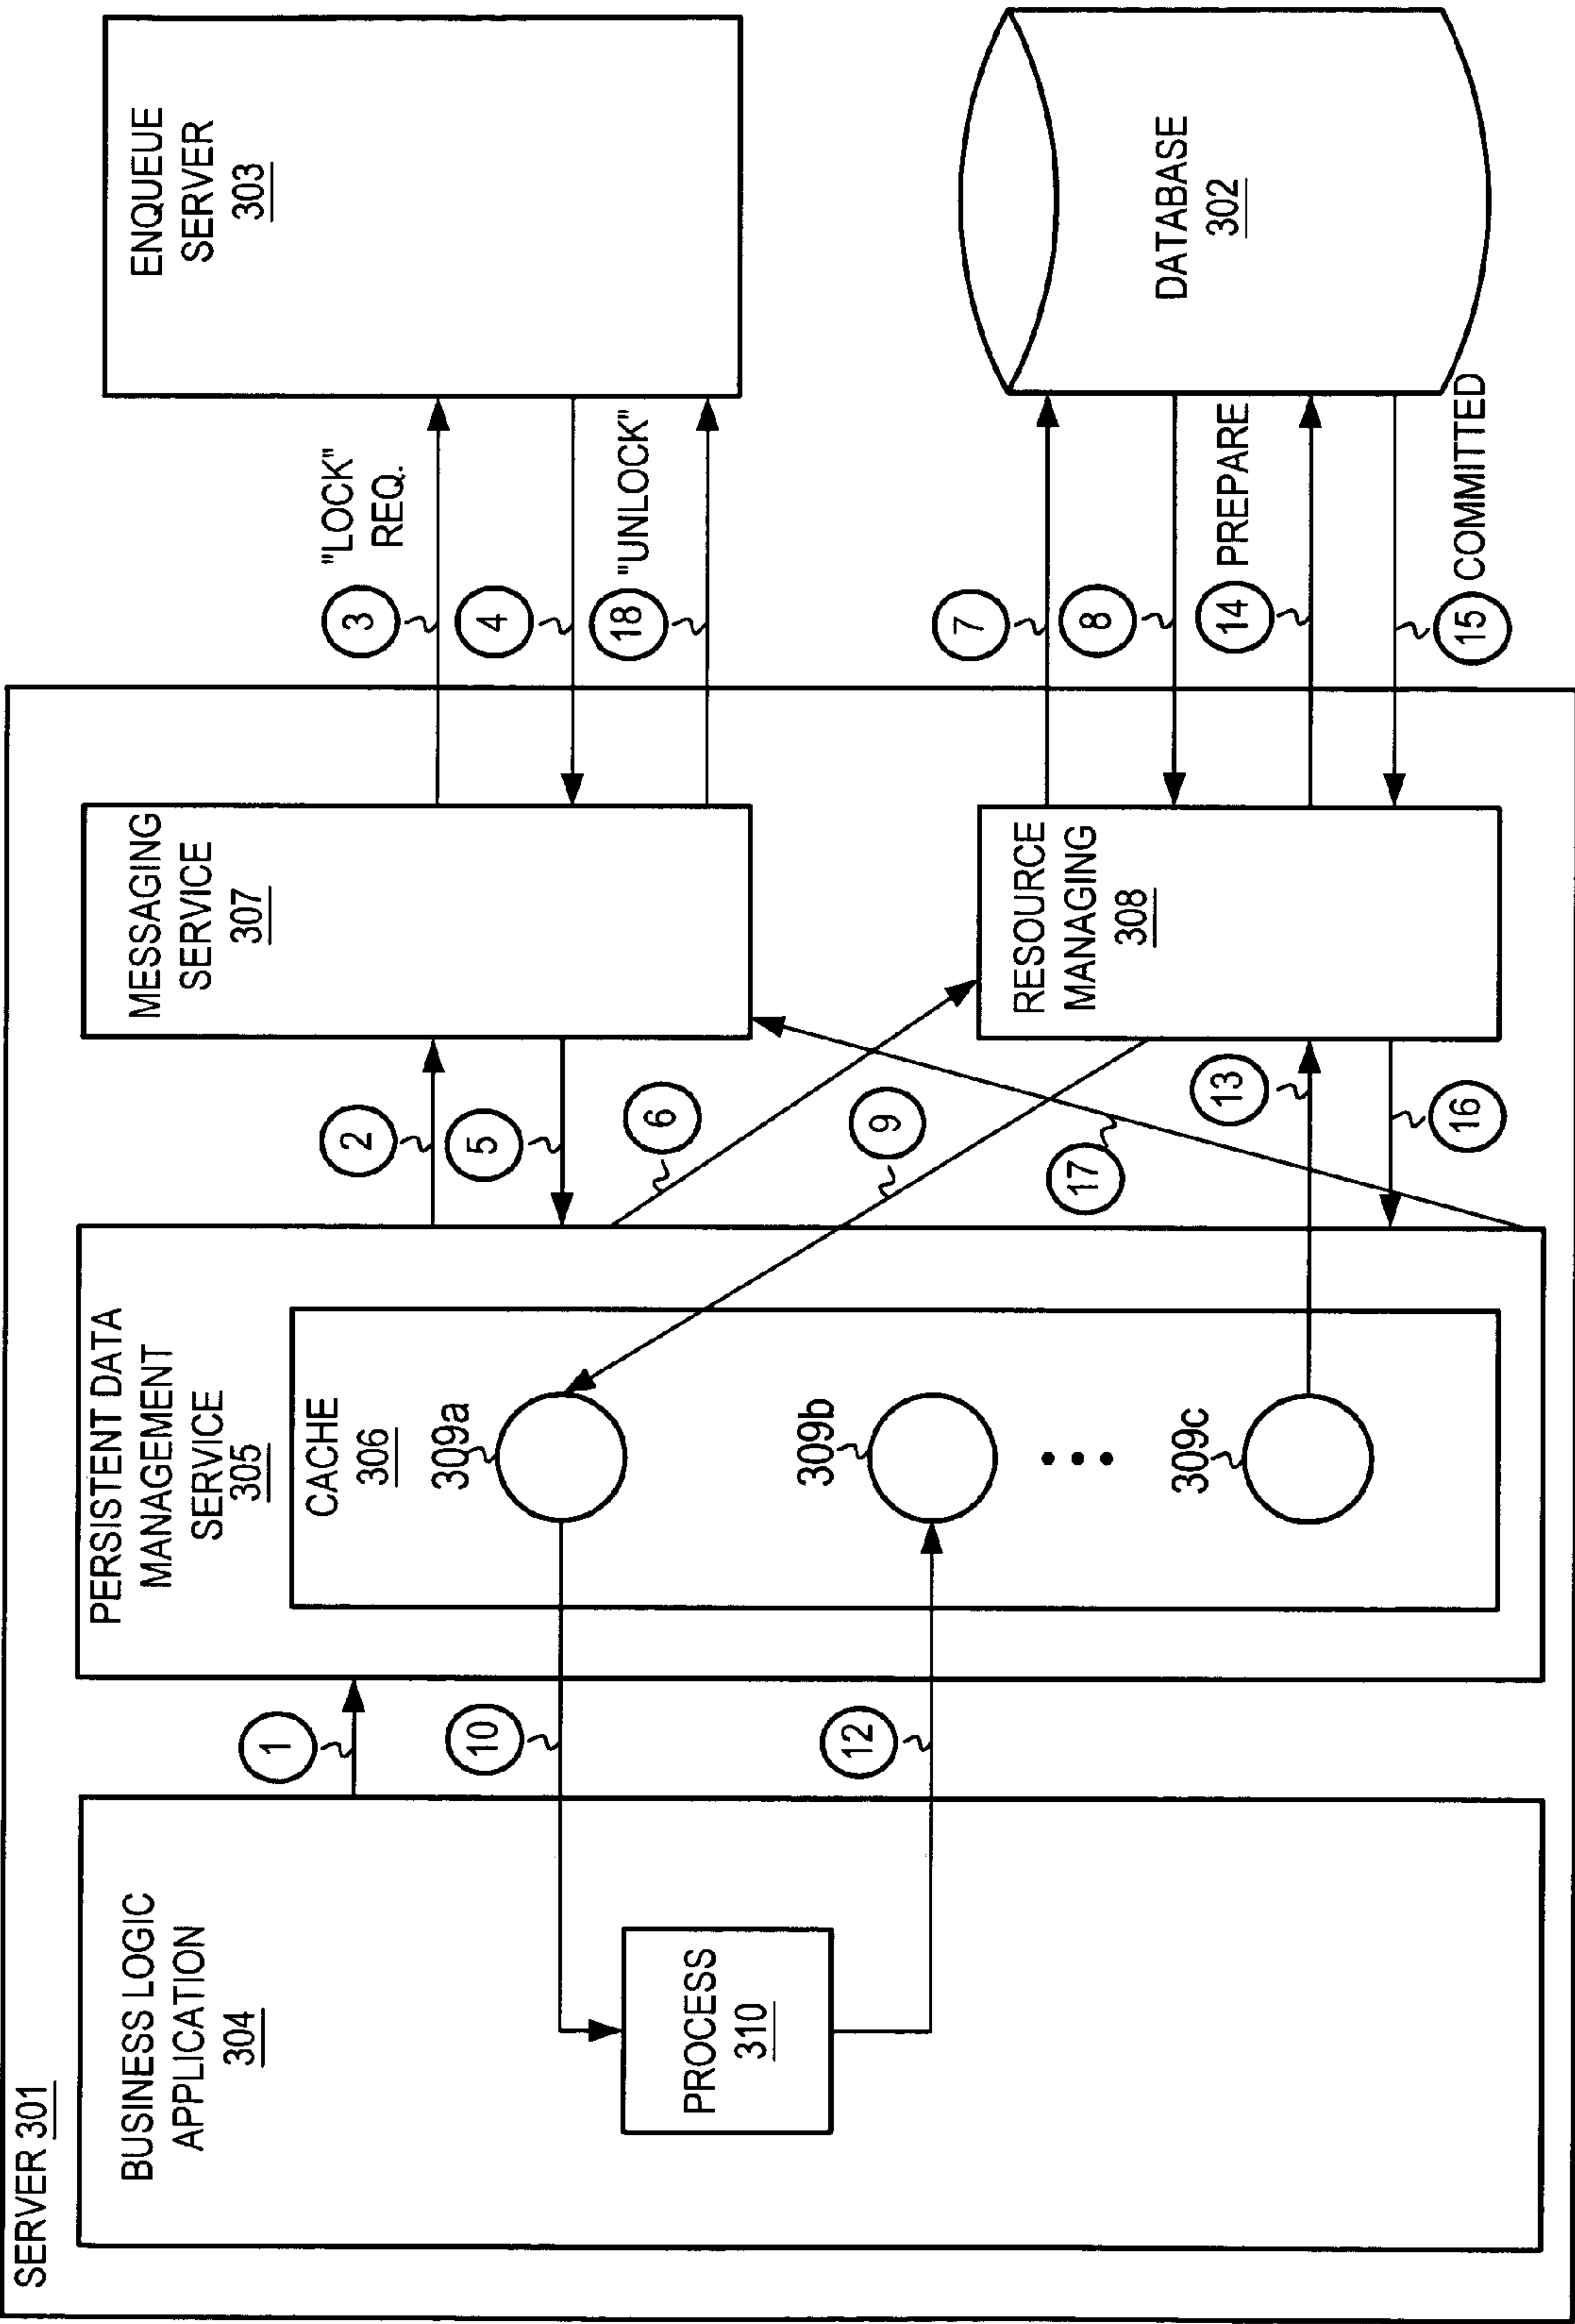 SERVER 301
BUSINESS LOGIC
APPLICATION
304
PROCESS
310
1
10
12
PERSISTENT DATA
MANAGEMENT
SERVICE
305
CACHE
306
309a
309b
309c
2
5
6
9
17
13
16
MESSAGING
SERVICE
307
RESOURCE
MANAGING
308
3
"LOCK"
REQ.
4
18
"UNLOCK"
7
8
14
PREPARE
15
COMMITTED
ENQUEUE
SERVER
303
DATABASE
302